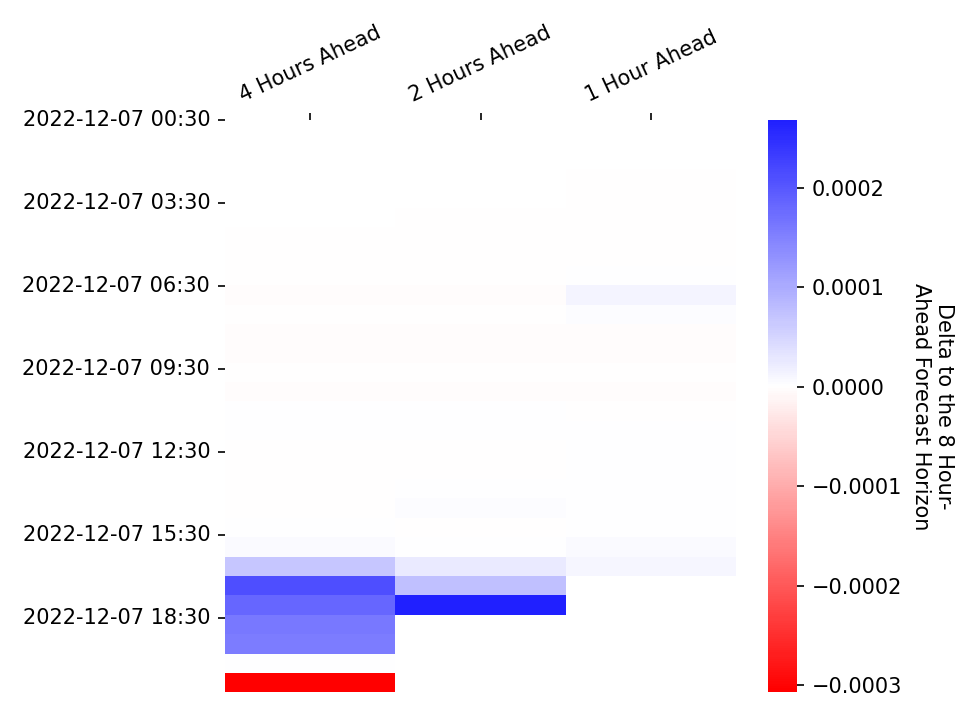 4 Hours Ahead
2 Hours Ahead
1 Hour Ahead
2022-12-07 00:30
2022-12-07 03:30
2022-12-07 06:30
2022-12-07 09:30
2022-12-07 12:30
2022-12-07 15:30
2022-12-07 18:30
0.0002
0.0001
0.0000
−0.0001
−0.0002
−0.0003
Delta to the 8 Hour-
Ahead Forecast Horizon